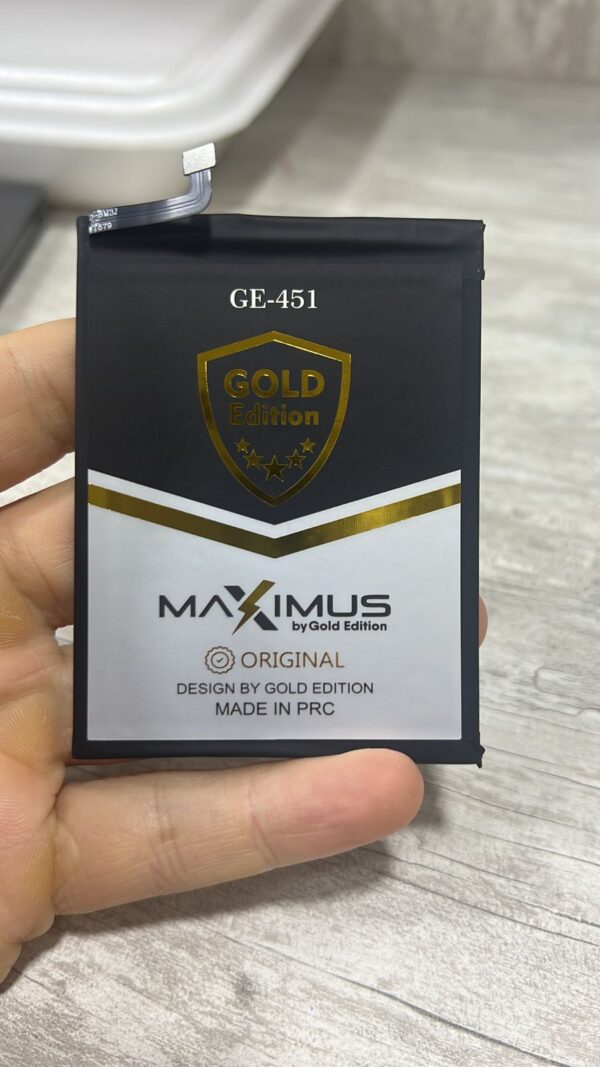 GE-451
GOLD
Edition
MAXIMUS
by Gold Edition
ORIGINAL
DESIGN BY GOLD EDITION
MADE IN PRC